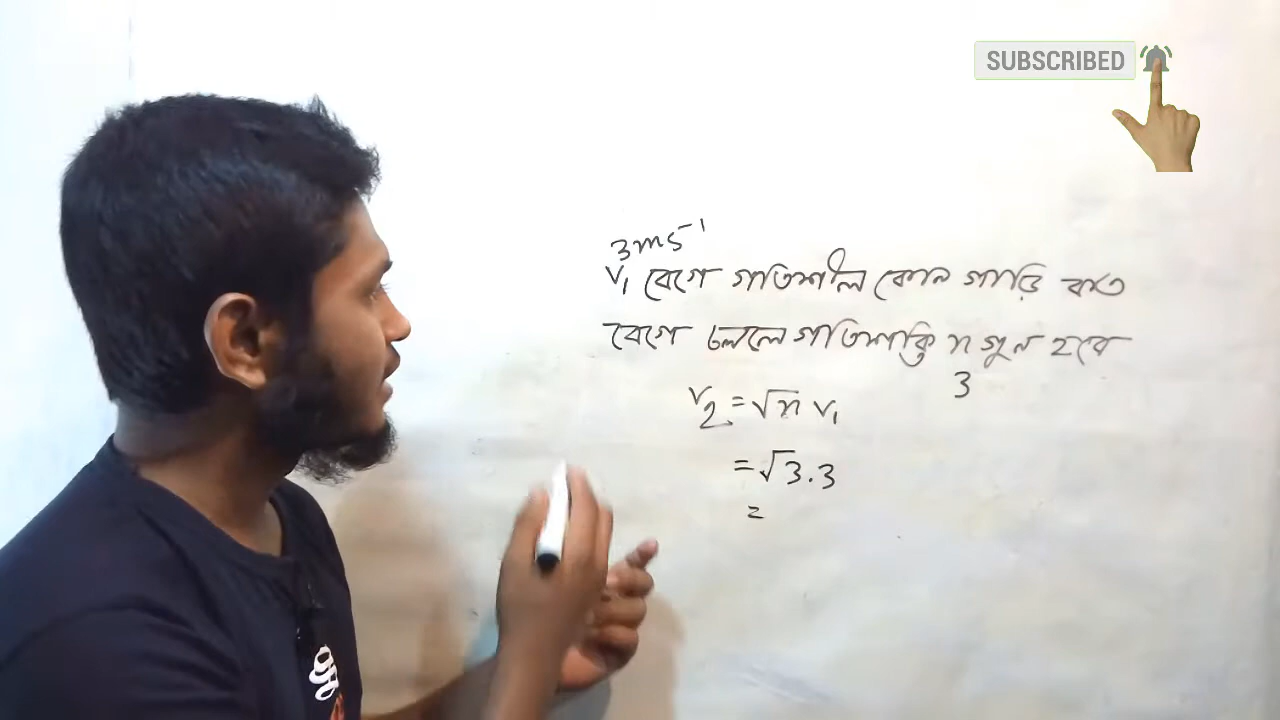 SUBSCRIBED
3ms⁻¹
v₁ বেগে গতিশীল কোন গাড়ি কত
বেগে চললে গতিশক্তি n গুন হবে
3
v₂ = √n v₁
= √3.3
=